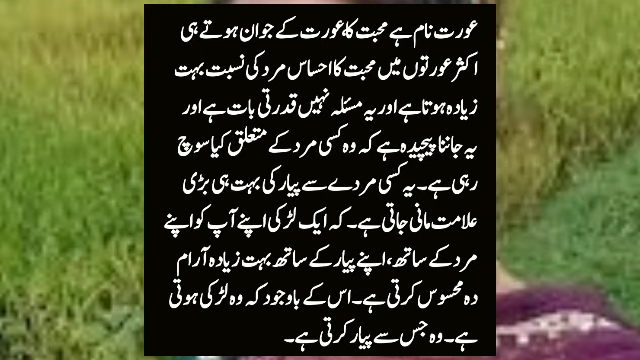 عورت نام ہے محبت کا، عورت کے جوان ہوتے ہی
اکثر عورتوں میں محبت کا احساس مرد کی نسبت بہت
زیادہ ہوتا ہے اور یہ مسئلہ نہیں قدرتی بات ہے اور
یہ جاننا پیچیدہ ہے کہ وہ کسی مرد کے متعلق کیا سوچ
رہی ہے۔ یہ کسی مردے سے پیار کی بہت ہی بڑی
علامت مانی جاتی ہے۔ کہ ایک لڑکی اپنے آپ کو اپنے
مرد کے ساتھ، اپنے پیار کے ساتھ بہت زیادہ آرام
دہ محسوس کرتی ہے۔ اس کے باوجود کہ وہ لڑکی ہوتی
ہے۔ وہ جس سے پیار کرتی ہے۔